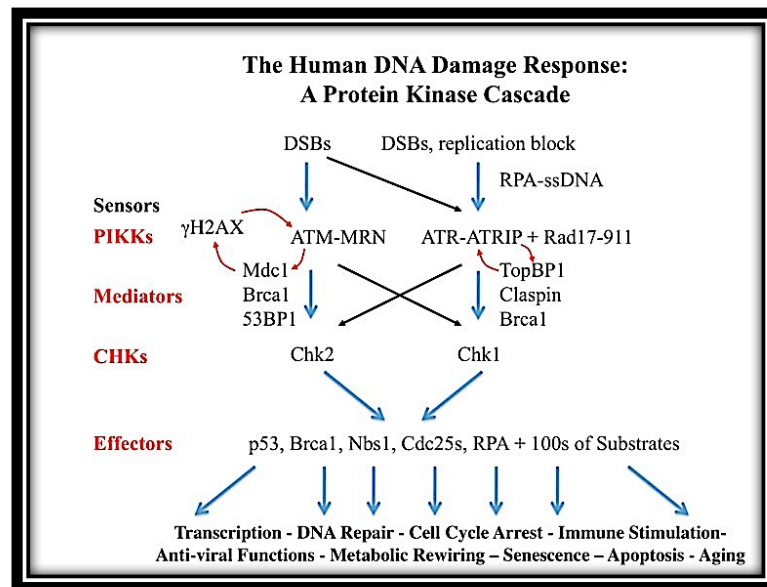 The Human DNA Damage Response:
A Protein Kinase Cascade
DSBs DSBs, replication block
RPA-ssDNA
Sensors
γH2AX
PIKKs ATM-MRN ATR-ATRIP + Rad17-911
Mdc1 TopBP1
Mediators Brca1 Claspin
53BP1 Brca1
CHKs Chk2 Chk1
Effectors p53, Brca1, Nbs1, Cdc25s, RPA + 100s of Substrates
Transcription - DNA Repair - Cell Cycle Arrest - Immune Stimulation-
Anti-viral Functions - Metabolic Rewiring – Senescence – Apoptosis - Aging